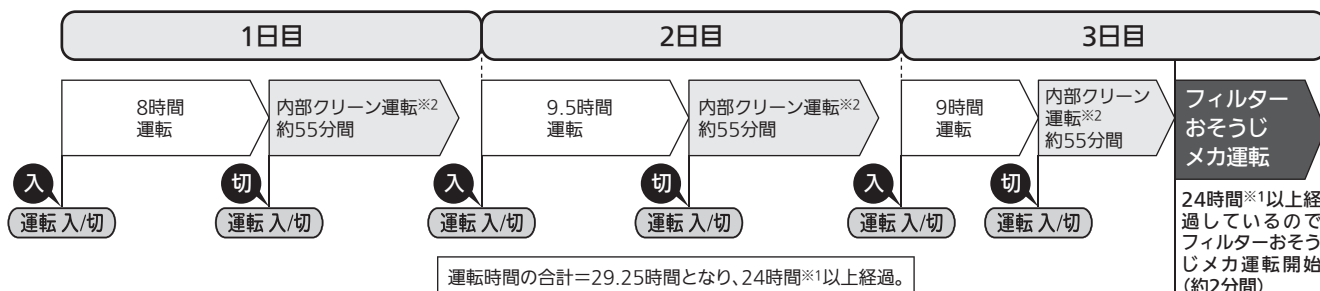 1日目
2日目
3日目
8時間
運転
内部クリーン運転※2
約55分間
9.5時間
運転
内部クリーン運転※2
約55分間
9時間
運転
内部クリーン
運転※2
約55分間
フィルター
おそうじ
メカ運転
入
運転 入/切
切
運転 入/切
入
運転 入/切
切
運転 入/切
入
運転 入/切
切
運転 入/切
24時間※1以上経
過しているので
フィルターおそう
じメカ運転開始
(約2分間)
運転時間の合計=29.25時間となり、24時間※1以上経過。